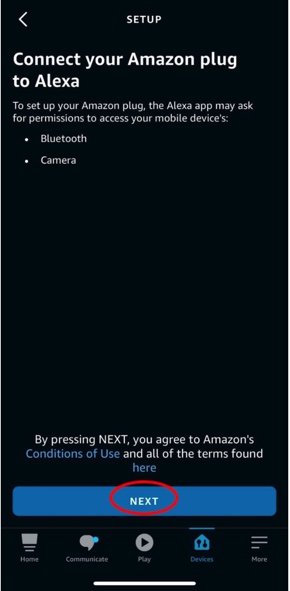 SETUP
Connect your Amazon plug
to Alexa
To set up your Amazon plug, the Alexa app may ask
for permissions to access your mobile device's:
• Bluetooth
• Camera
By pressing NEXT, you agree to Amazon's
Conditions of Use and all of the terms found
here
NEXT
Home Communicate Play Devices More